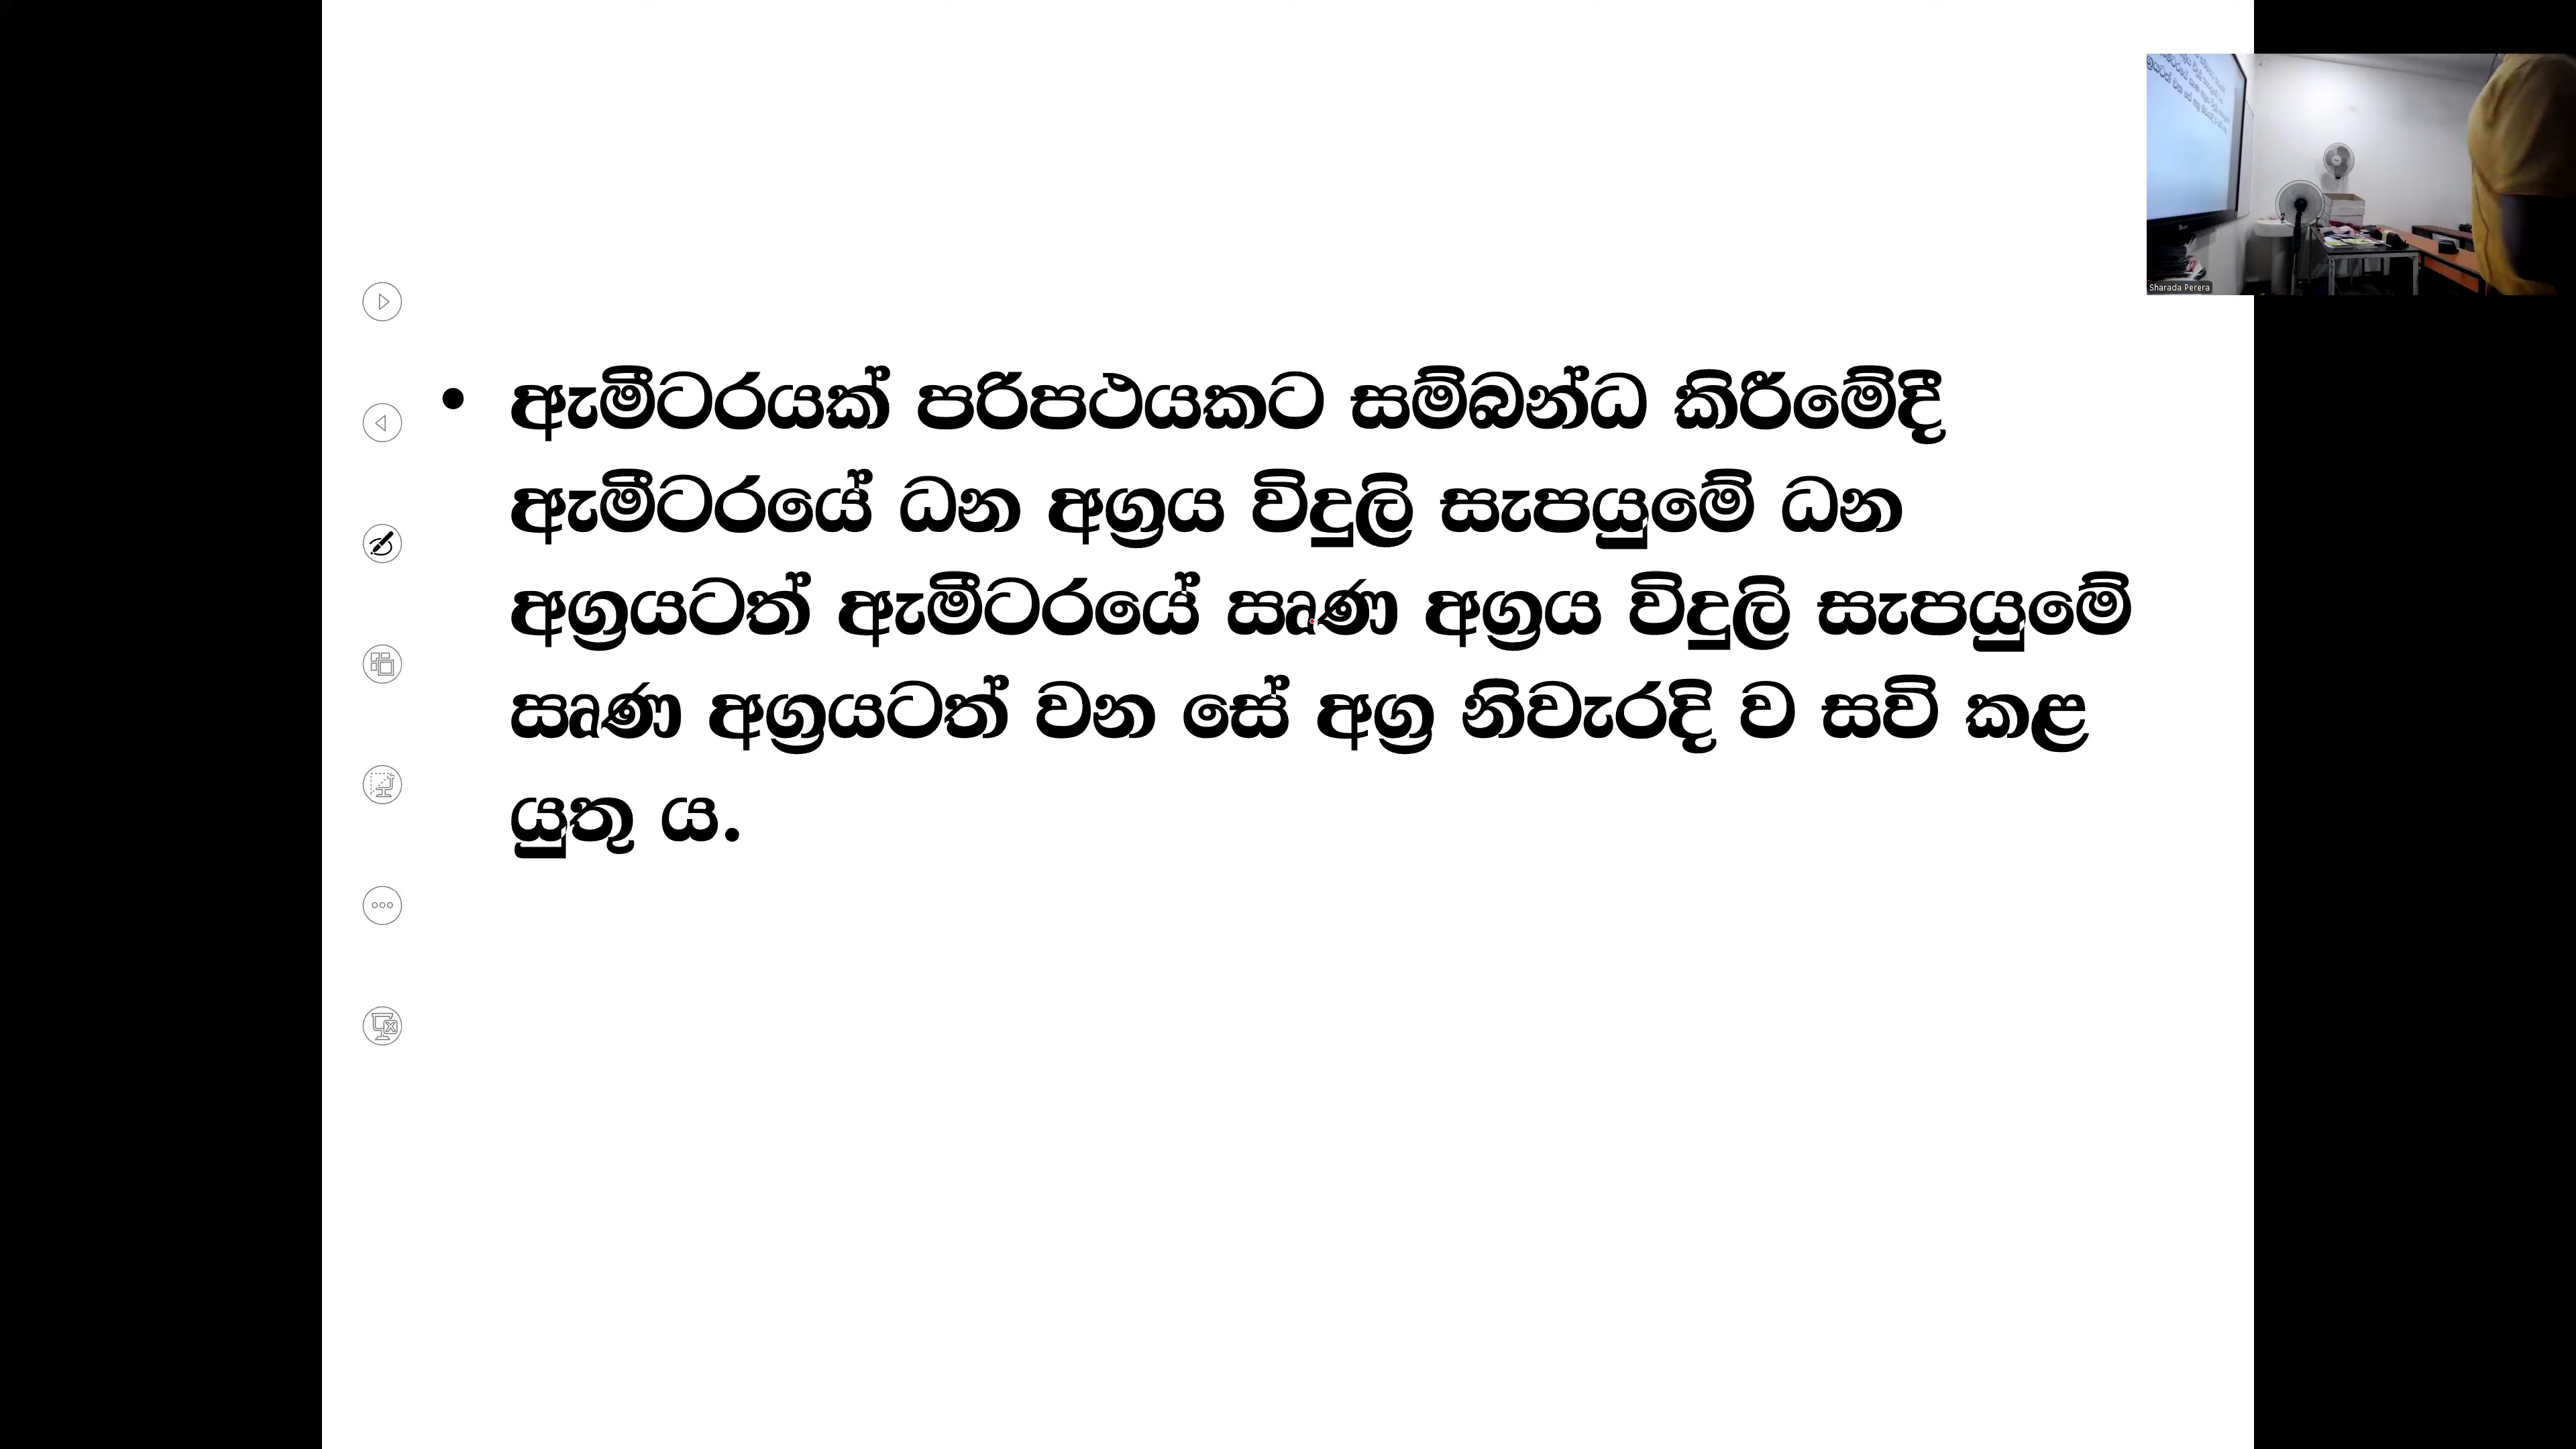 • ඇමීටරයක් පරිපථයකට සම්බන්ධ කිරීමේදී
ඇමීටරයේ ධන අග්‍රය විදුලි සැපයුමේ ධන
අග්‍රයටත් ඇමීටරයේ සෘණ අග්‍රය විදුලි සැපයුමේ
සෘණ අග්‍රයටත් වන සේ අග්‍ර නිවැරදි ව සවි කළ
යුතු ය.
Sharada Perera